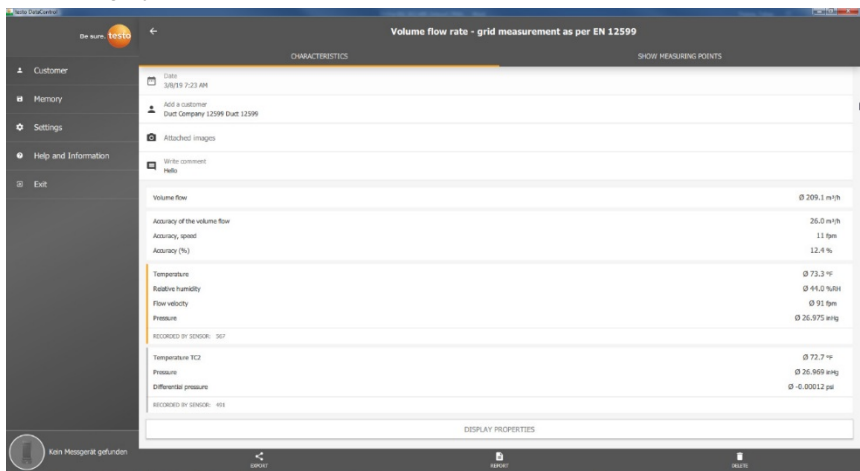 testo DataControl
Be sure. testo
Volume flow rate - grid measurement as per EN 12599
CHARACTERISTICS
SHOW MEASURING POINTS
Customer
Memory
Settings
Help and Information
Exit
Date
3/8/19 7:23 AM
Add a customer
Duct Company 12599 Duct 12599
Attached images
Write comment
Hello
Volume flow Ø 209.1 m³/h
Accuracy of the volume flow 26.0 m³/h
Accuracy, speed 11 fpm
Accuracy (%) 12.4 %
Temperature Ø 73.3 °F
Relative humidity Ø 44.0 %RH
Flow velocity Ø 91 fpm
Pressure Ø 26.975 inHg
RECORDED BY SENSOR: 567
Temperature TC2 Ø 72.7 °F
Pressure Ø 26.969 inHg
Differential pressure Ø -0.00012 psi
RECORDED BY SENSOR:
DISPLAY PROPERTIES
Kein Messgerät gefunden
EXPORT
REPORT
DELETE